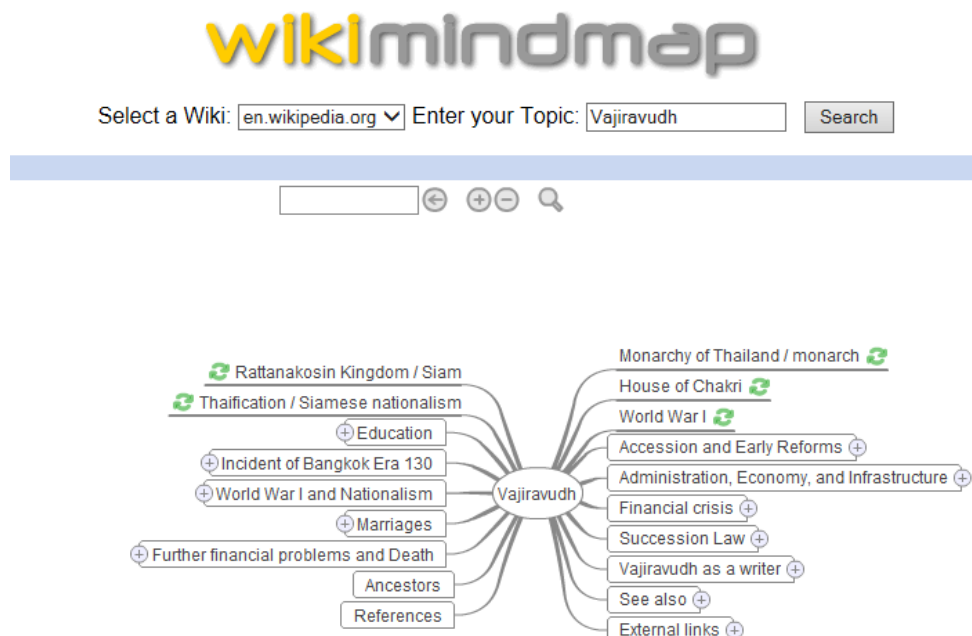 wikimindmap
Select a Wiki: en.wikipedia.org Enter your Topic: Vajiravudh Search
Rattanakosin Kingdom / Siam
Thaification / Siamese nationalism
Education
Incident of Bangkok Era 130
World War I and Nationalism
Marriages
Further financial problems and Death
Ancestors
References
Vajiravudh
Monarchy of Thailand / monarch
House of Chakri
World War I
Accession and Early Reforms
Administration, Economy, and Infrastructure
Financial crisis
Succession Law
Vajiravudh as a writer
See also
External links